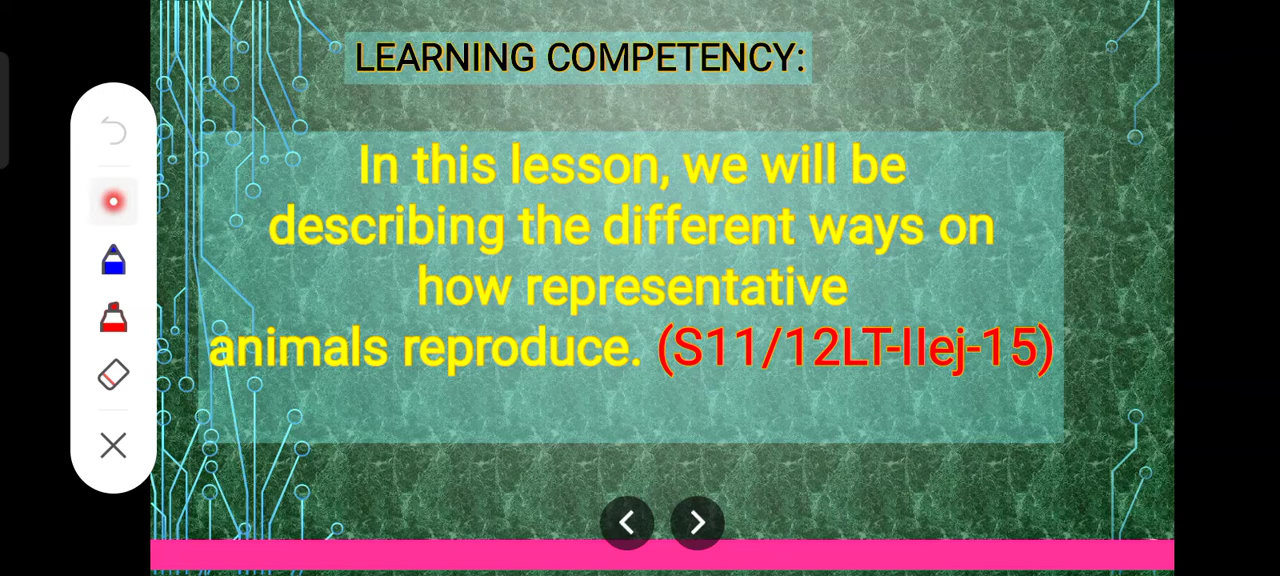 LEARNING COMPETENCY:
In this lesson, we will be
describing the different ways on
how representative
animals reproduce. (S11/12LT-IIej-15)